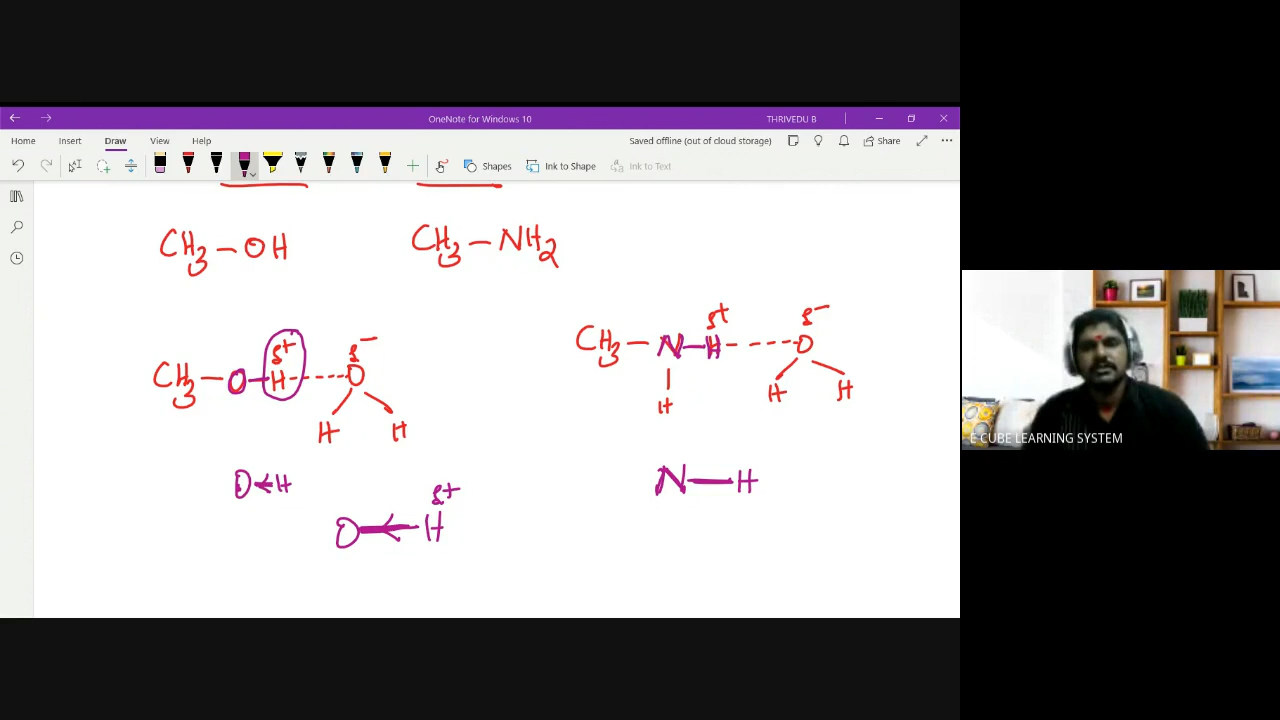 OneNote for Windows 10
THRIVEDU B
Home Insert Draw View Help
Saved offline (out of cloud storage)
Share
Shapes
Ink to Shape
Ink to Text
CH3 - OH
CH3 - NH2
CH3 - O - H δ+ ---- O δ-
H H
CH3 - N - H δ+ ---- O δ-
H
H H
O ← H
O ← H δ+
N — H
E CUBE LEARNING SYSTEM